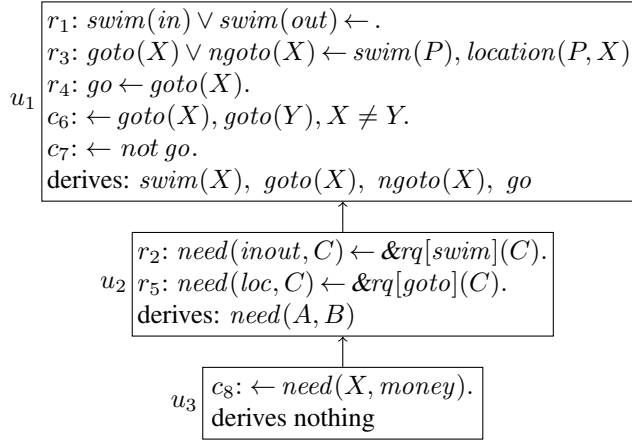 r₁: swim(in) ∨ swim(out) ← .
r₃: goto(X) ∨ ngoto(X) ← swim(P), location(P, X)
r₄: go ← goto(X).
u₁
c₆: ← goto(X), goto(Y), X ≠ Y.
c₇: ← not go.
derives: swim(X), goto(X), ngoto(X), go
r₂: need(inout, C) ← &rq[swim](C).
u₂ r₅: need(loc, C) ← &rq[goto](C).
derives: need(A, B)
u₃ c₈: ← need(X, money).
derives nothing